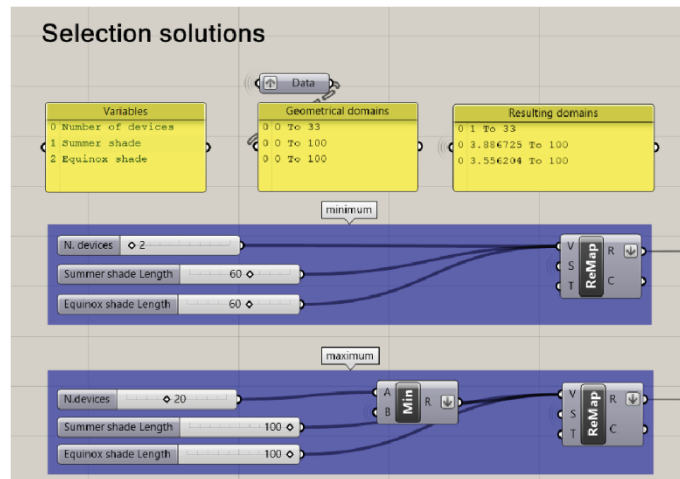 Selection solutions
Data
Variables
0 Number of devices
1 Summer shade
2 Equinox shade
Geometrical domains
0 0 To 33
0 0 To 100
0 0 To 100
Resulting domains
0 1 To 33
0 3.886725 To 100
0 3.556204 To 100
minimum
N. devices 2
Summer shade Length 60
Equinox shade Length 60
V
S
T
ReMap
R
C
maximum
N.devices 20
Summer shade Length 100
Equinox shade Length 100
A
B
Min
R
V
S
T
ReMap
R
C